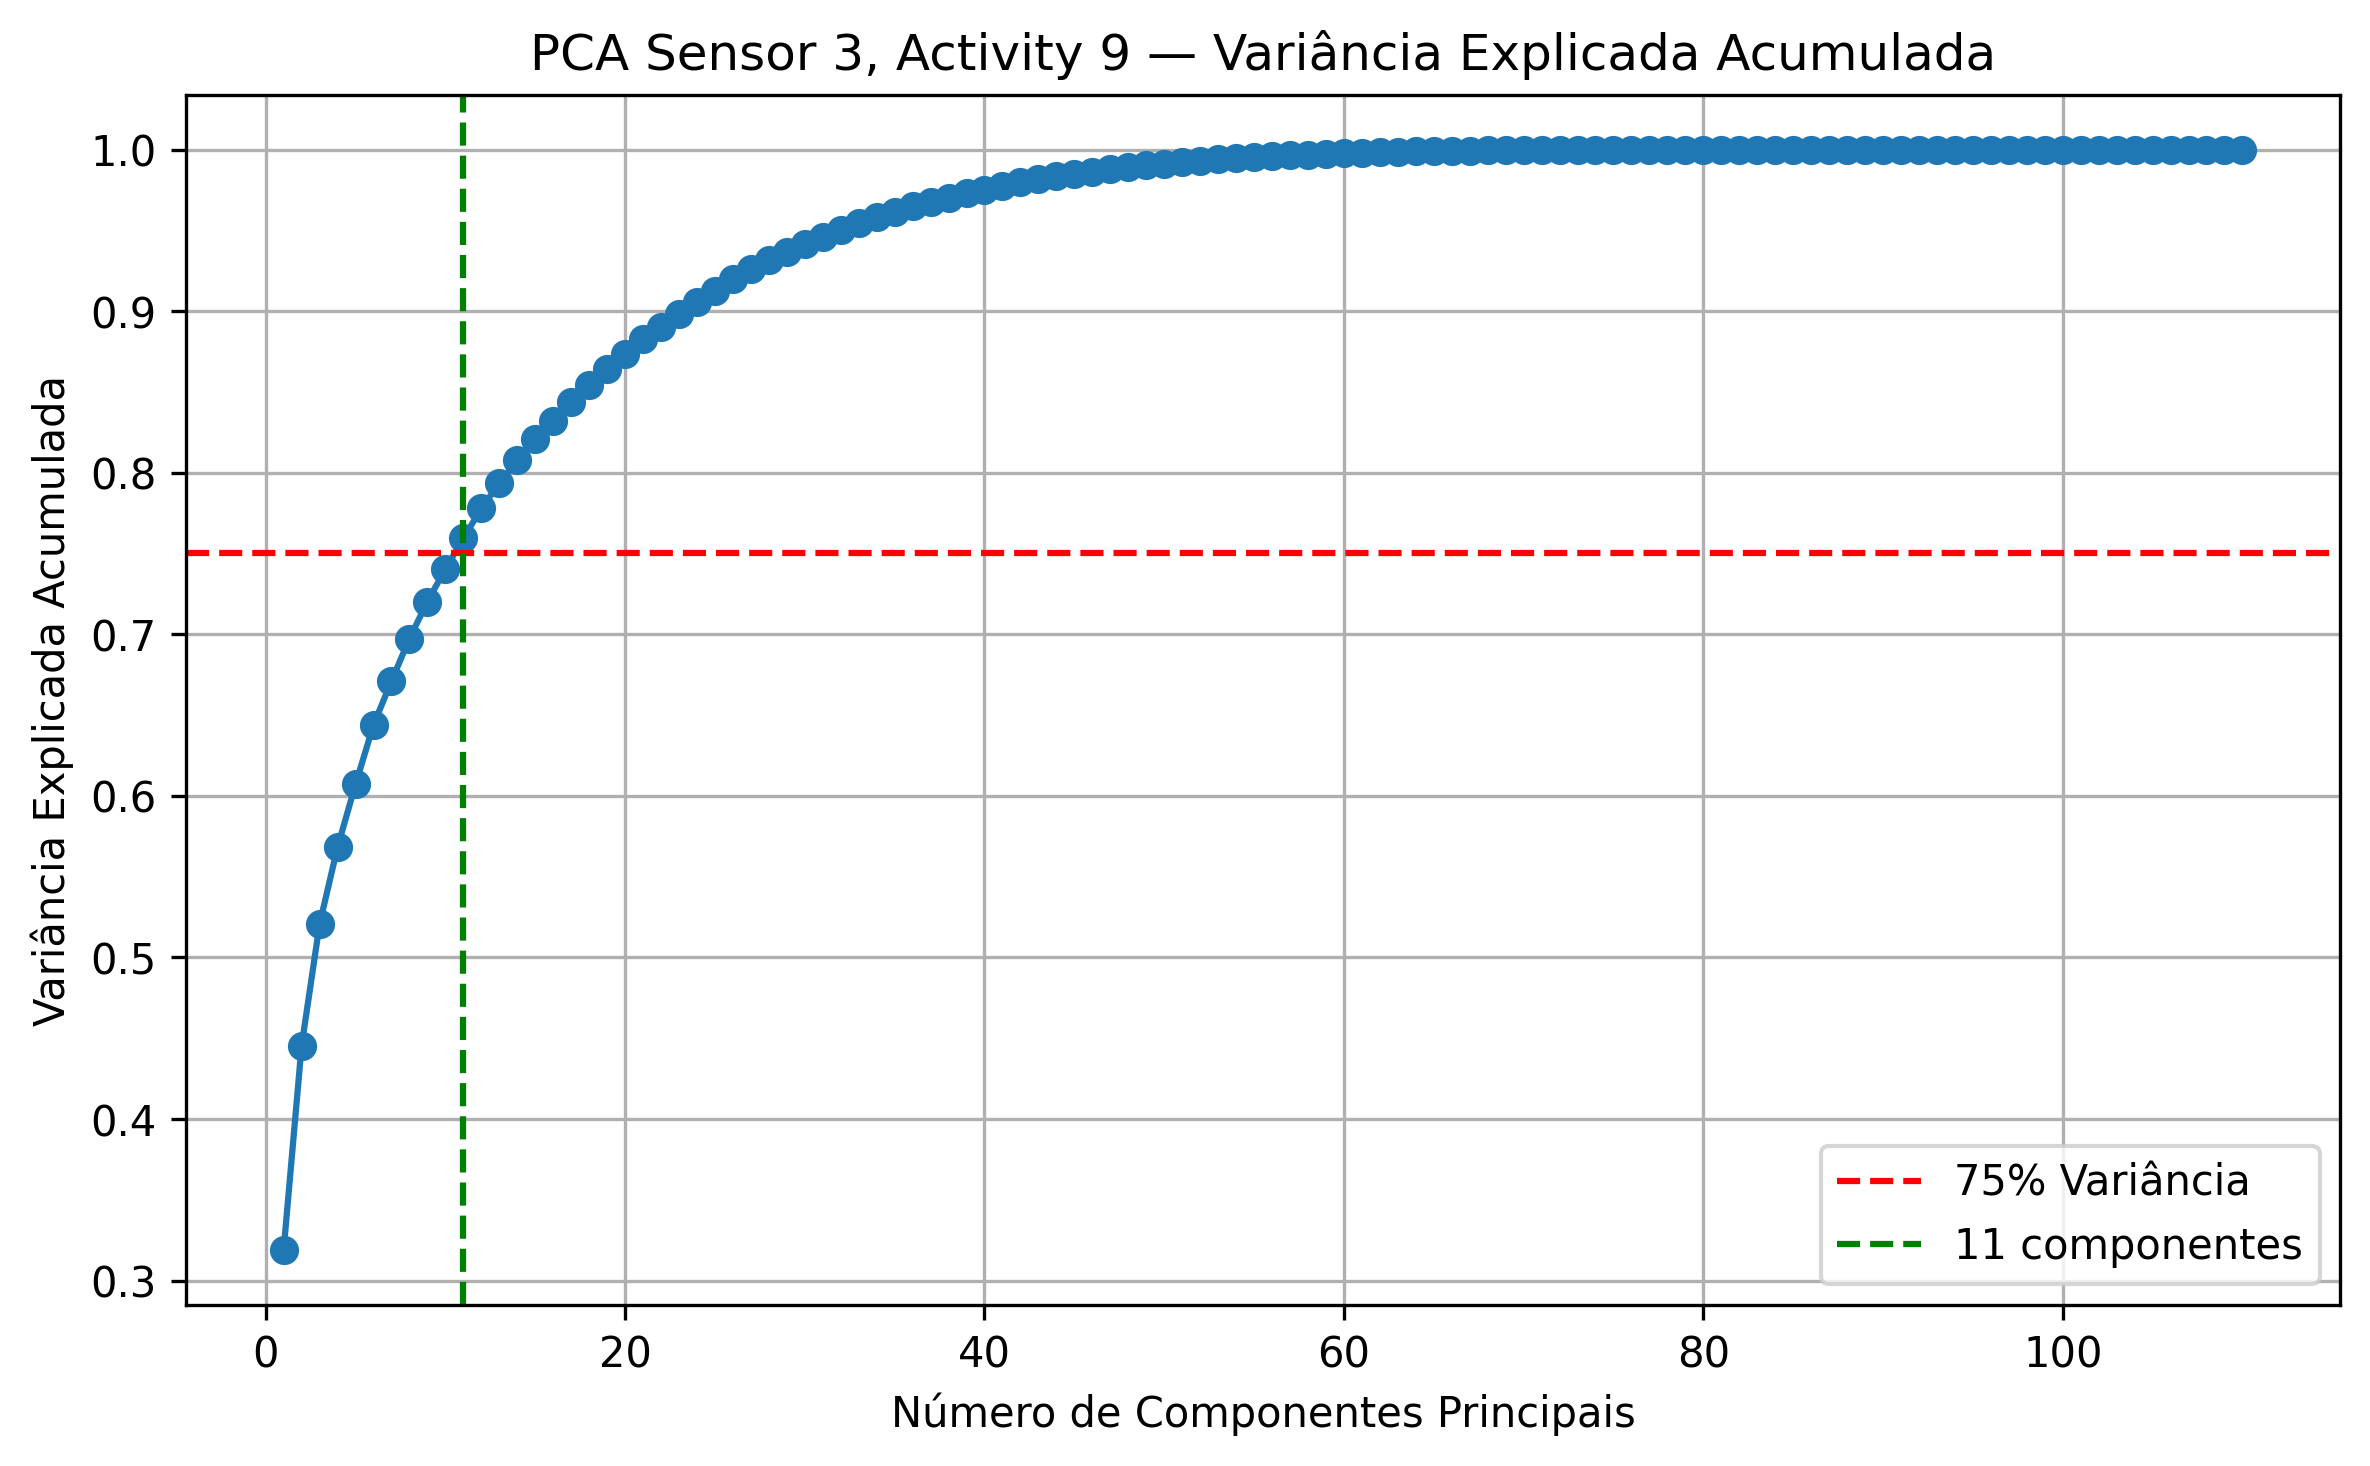 PCA Sensor 3, Activity 9 — Variância Explicada Acumulada
Variância Explicada Acumulada
1.0
0.9
0.8
0.7
0.6
0.5
0.4
0.3
75% Variância
11 componentes
0 20 40 60 80 100
Número de Componentes Principais